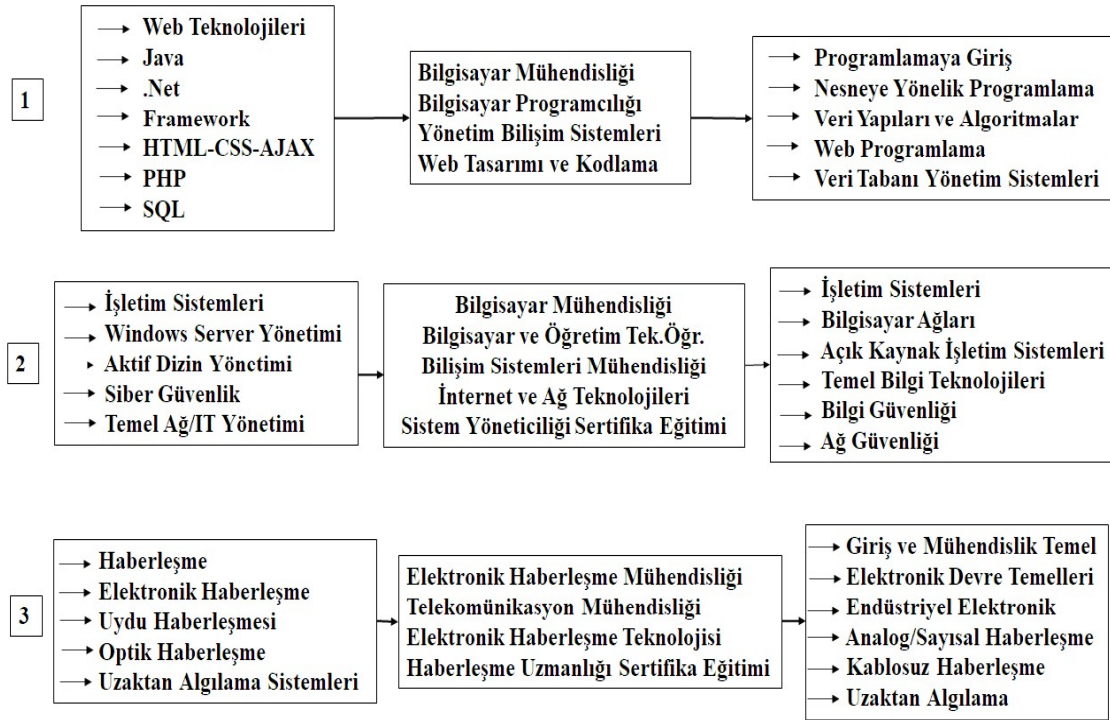 1
Web Teknolojileri
Java
.Net
Framework
HTML-CSS-AJAX
PHP
SQL
Bilgisayar Mühendisliği
Bilgisayar Programcılığı
Yönetim Bilişim Sistemleri
Web Tasarımı ve Kodlama
Programlamaya Giriş
Nesneye Yönelik Programlama
Veri Yapıları ve Algoritmalar
Web Programlama
Veri Tabanı Yönetim Sistemleri
2
İşletim Sistemleri
Windows Server Yönetimi
Aktif Dizin Yönetimi
Siber Güvenlik
Temel Ağ/IT Yönetimi
Bilgisayar Mühendisliği
Bilgisayar ve Öğretim Tek.Öğr.
Bilişim Sistemleri Mühendisliği
İnternet ve Ağ Teknolojileri
Sistem Yöneticiliği Sertifika Eğitimi
İşletim Sistemleri
Bilgisayar Ağları
Açık Kaynak İşletim Sistemleri
Temel Bilgi Teknolojileri
Bilgi Güvenliği
Ağ Güvenliği
3
Haberleşme
Elektronik Haberleşme
Uydu Haberleşmesi
Optik Haberleşme
Uzaktan Algılama Sistemleri
Elektronik Haberleşme Mühendisliği
Telekomünikasyon Mühendisliği
Elektronik Haberleşme Teknolojisi
Haberleşme Uzmanlığı Sertifika Eğitimi
Giriş ve Mühendislik Temel
Elektronik Devre Temelleri
Endüstriyel Elektronik
Analog/Sayısal Haberleşme
Kablosuz Haberleşme
Uzaktan Algılama